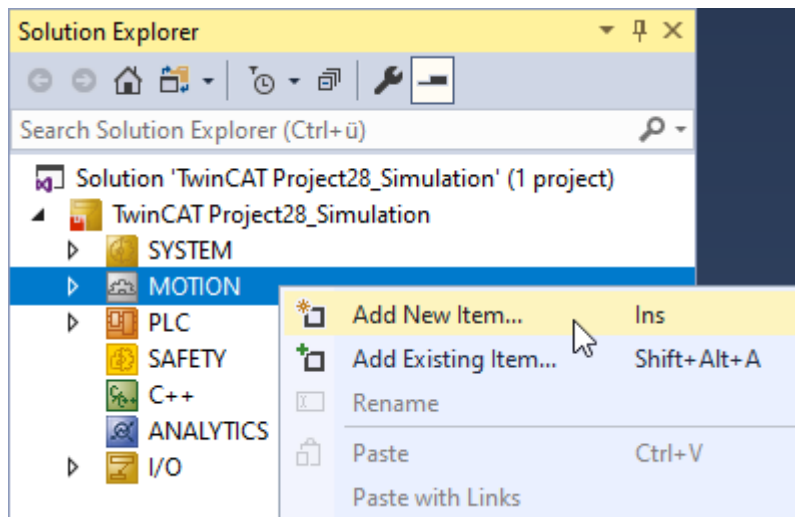 Solution Explorer
Search Solution Explorer (Ctrl+ü)
Solution 'TwinCAT Project28_Simulation' (1 project)
TwinCAT Project28_Simulation
SYSTEM
MOTION
PLC
SAFETY
C++
ANALYTICS
I/O
Add New Item... Ins
Add Existing Item... Shift+Alt+A
Rename
Paste Ctrl+V
Paste with Links